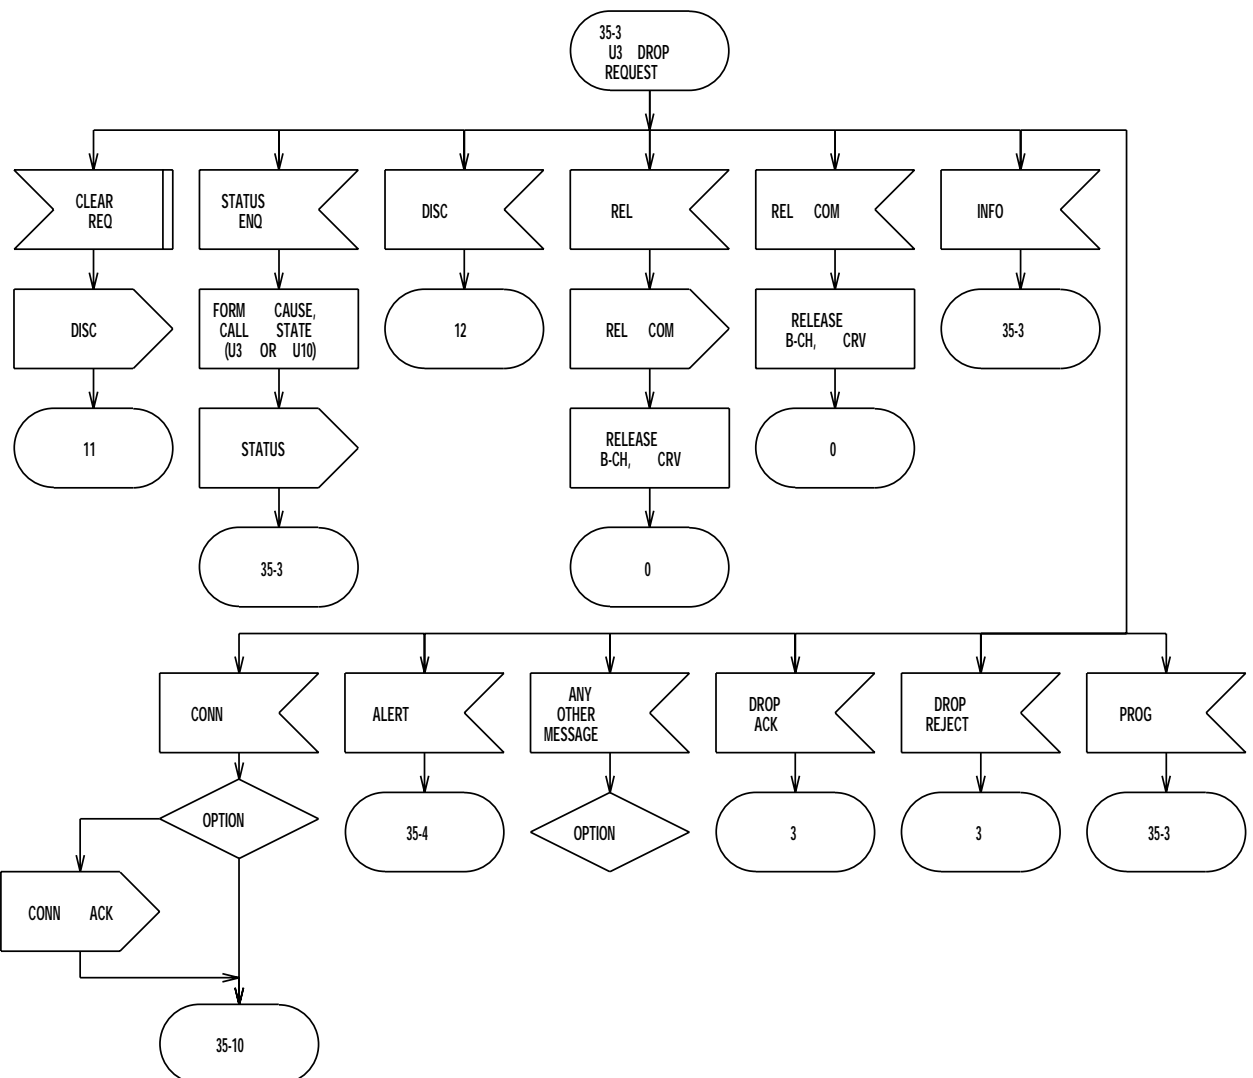 35-3
U3 DROP
REQUEST
CLEAR
REQ
STATUS
ENQ
DISC
REL
REL COM
INFO
DISC
FORM CAUSE,
CALL STATE
(U3 OR U10)
12
REL COM
RELEASE
B-CH, CRV
35-3
11
STATUS
RELEASE
B-CH, CRV
0
35-3
0
CONN
ALERT
ANY
OTHER
MESSAGE
DROP
ACK
DROP
REJECT
PROG
OPTION
35-4
OPTION
3
3
35-3
CONN ACK
35-10